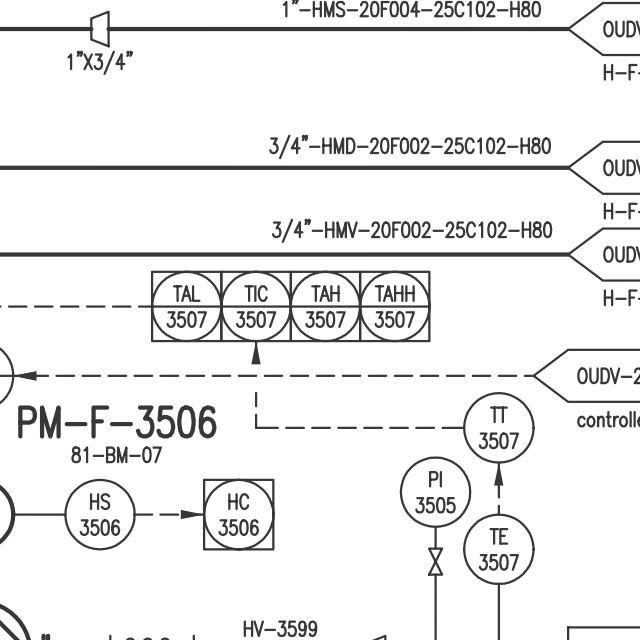 1"-HMS-20F004-25C102-H80
OUDV
1"X3/4"
H-F-
3/4"-HMD-20F002-25C102-H80
OUDV
H-F-
3/4"-HMV-20F002-25C102-H80
OUDV
H-F-
TAL TIC TAH TAHH
3507 3507 3507 3507
OUDV-2
PM-F-3506
81-BM-07
controlle
TT
3507
PI
3505
HS
3506
HC
3506
TE
3507
HV-3599